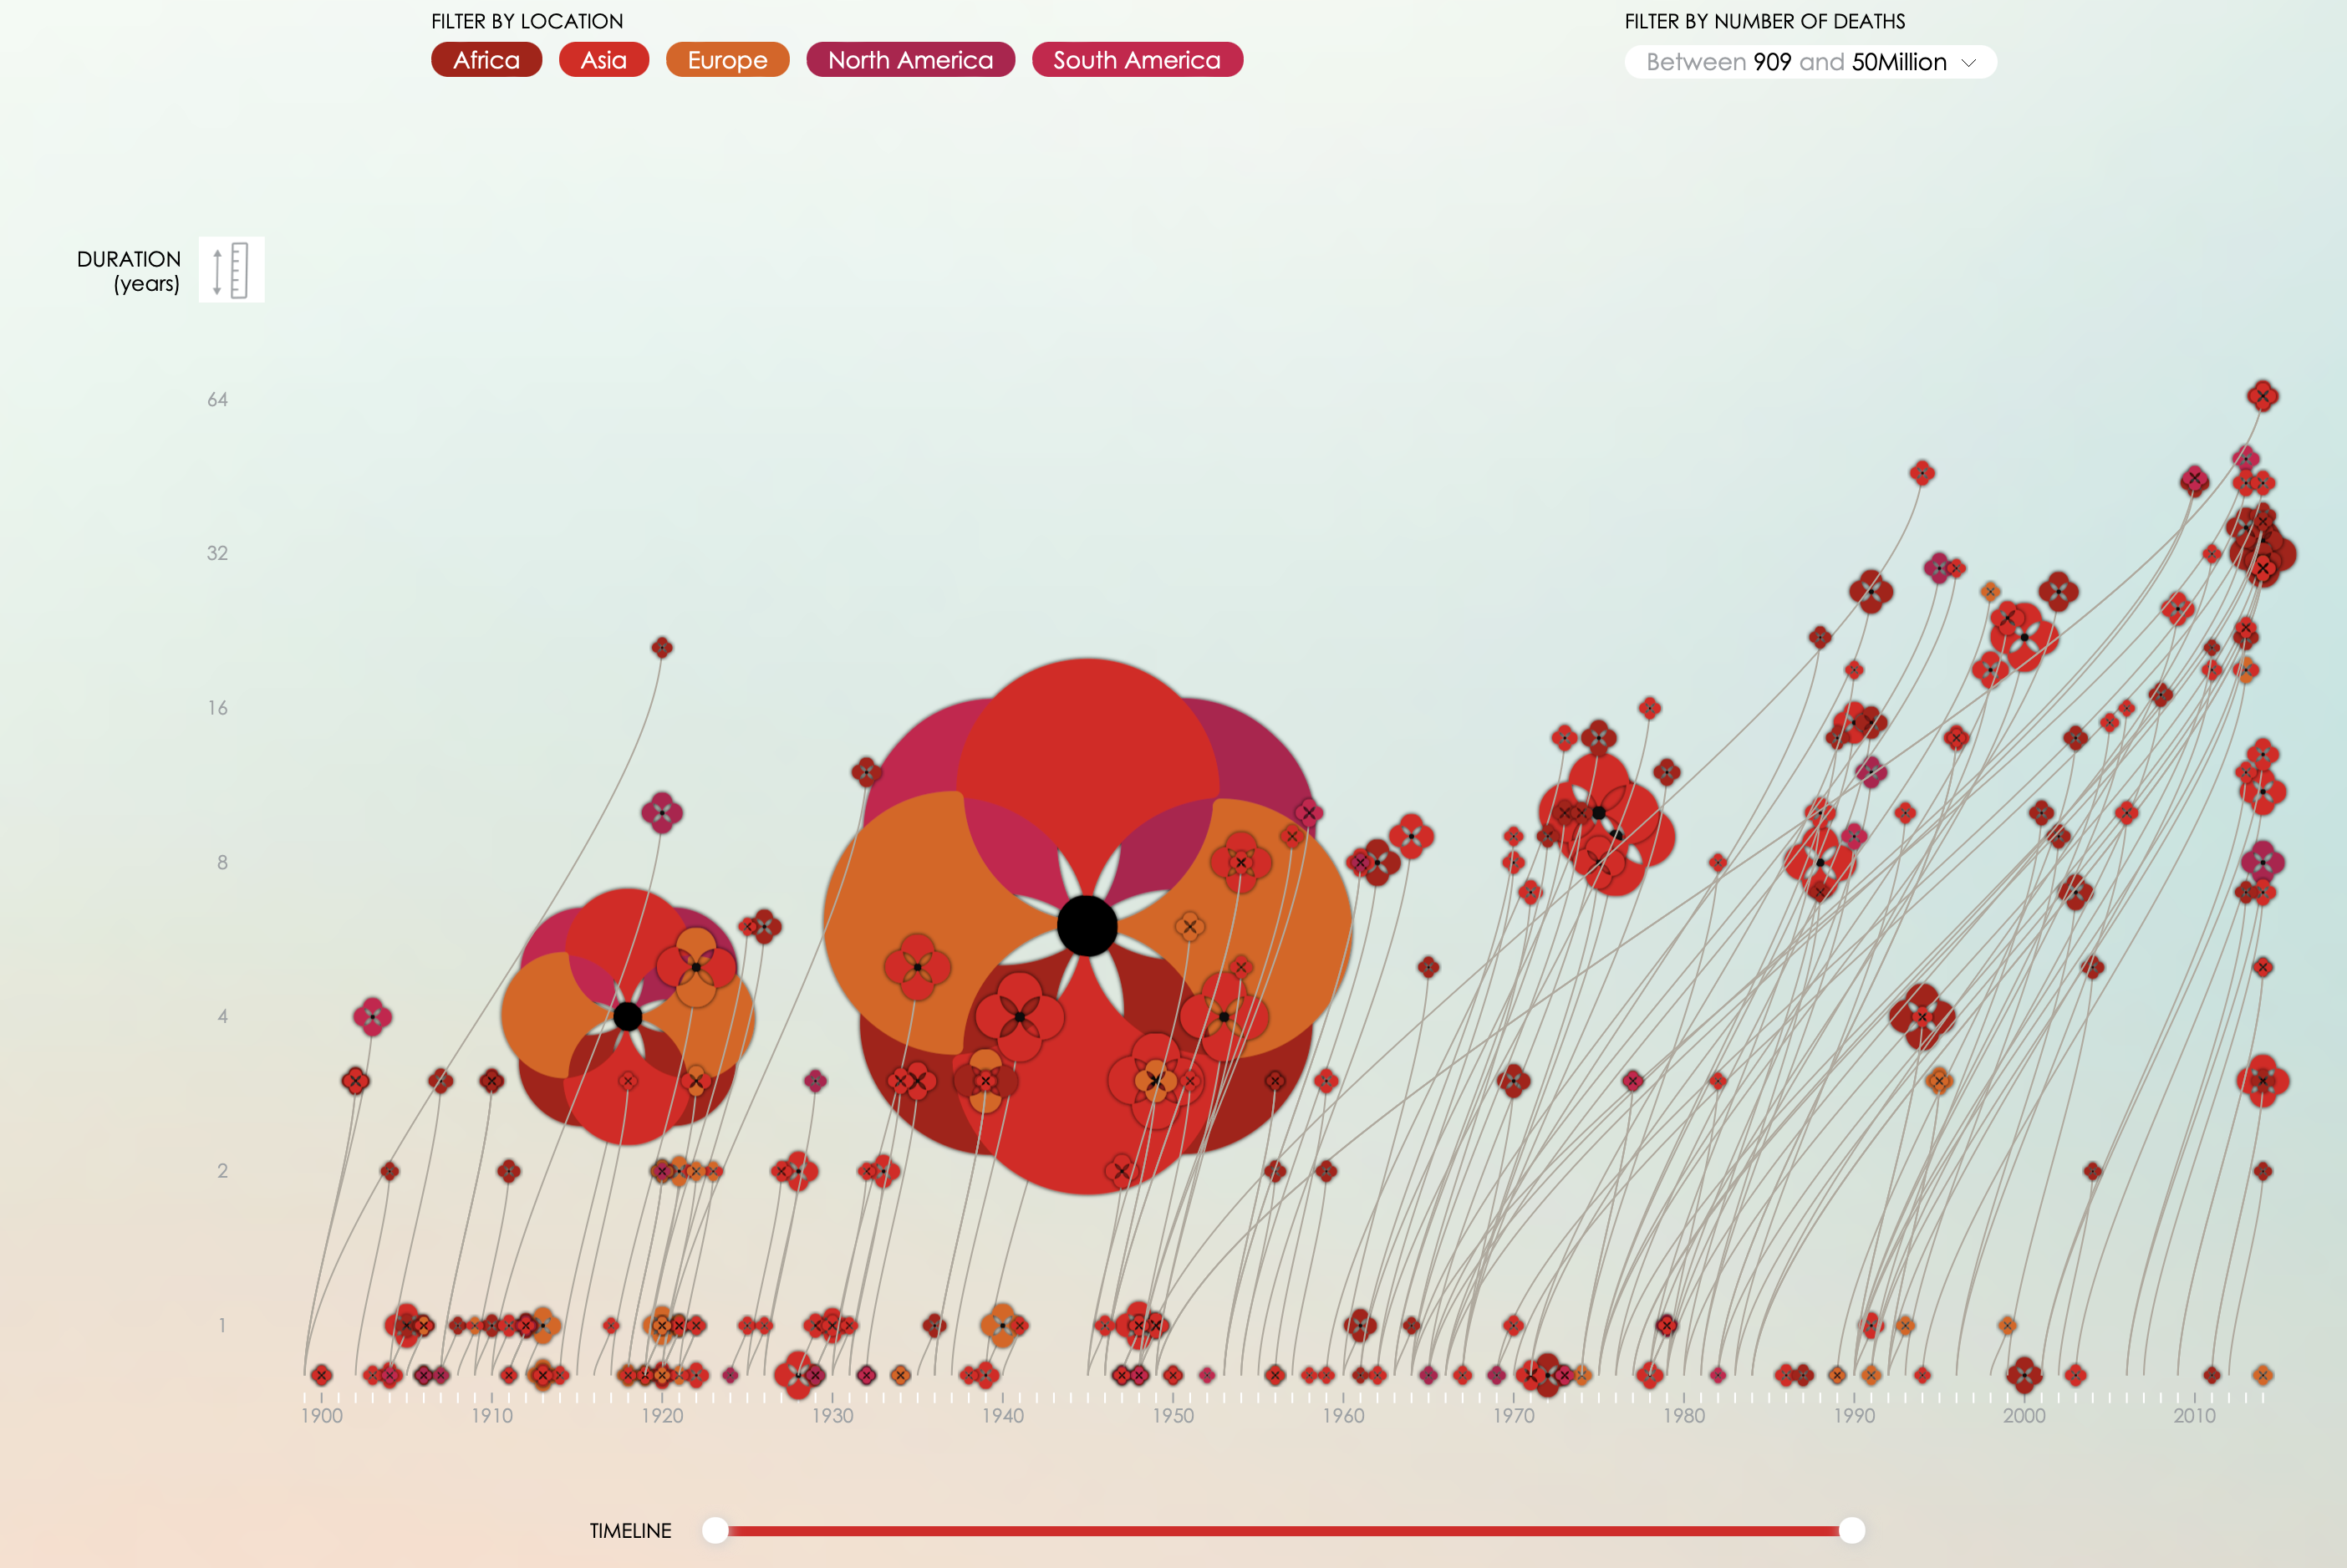 FILTER BY LOCATION
Africa Asia Europe North America South America
FILTER BY NUMBER OF DEATHS
Between 909 and 50Million
DURATION
(years)
64
32
16
8
4
2
1
1900 1910 1920 1930 1940 1950 1960 1970 1980 1990 2000 2010
TIMELINE